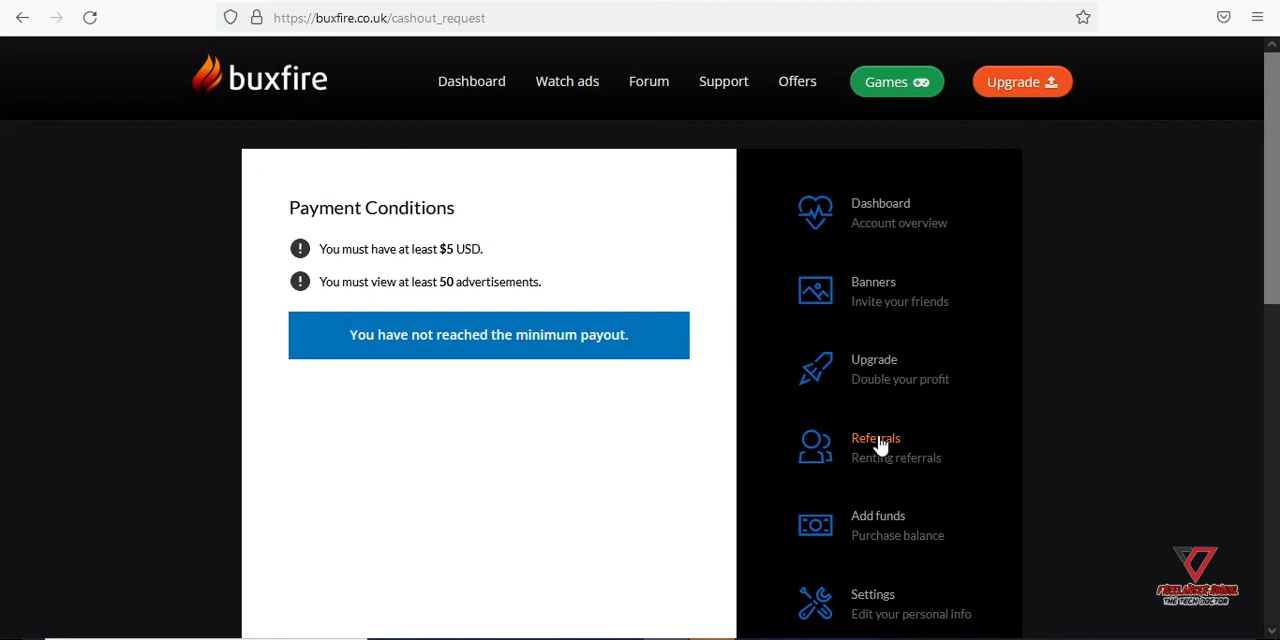 https://buxfire.co.uk/cashout_request
buxfire
Dashboard
Watch ads
Forum
Support
Offers
Games
Upgrade
Payment Conditions
You must have at least $5 USD.
You must view at least 50 advertisements.
You have not reached the minimum payout.
Dashboard
Account overview
Banners
Invite your friends
Upgrade
Double your profit
Referrals
Renting referrals
Add funds
Purchase balance
Settings
Edit your personal info
THE TECH DOCTOR